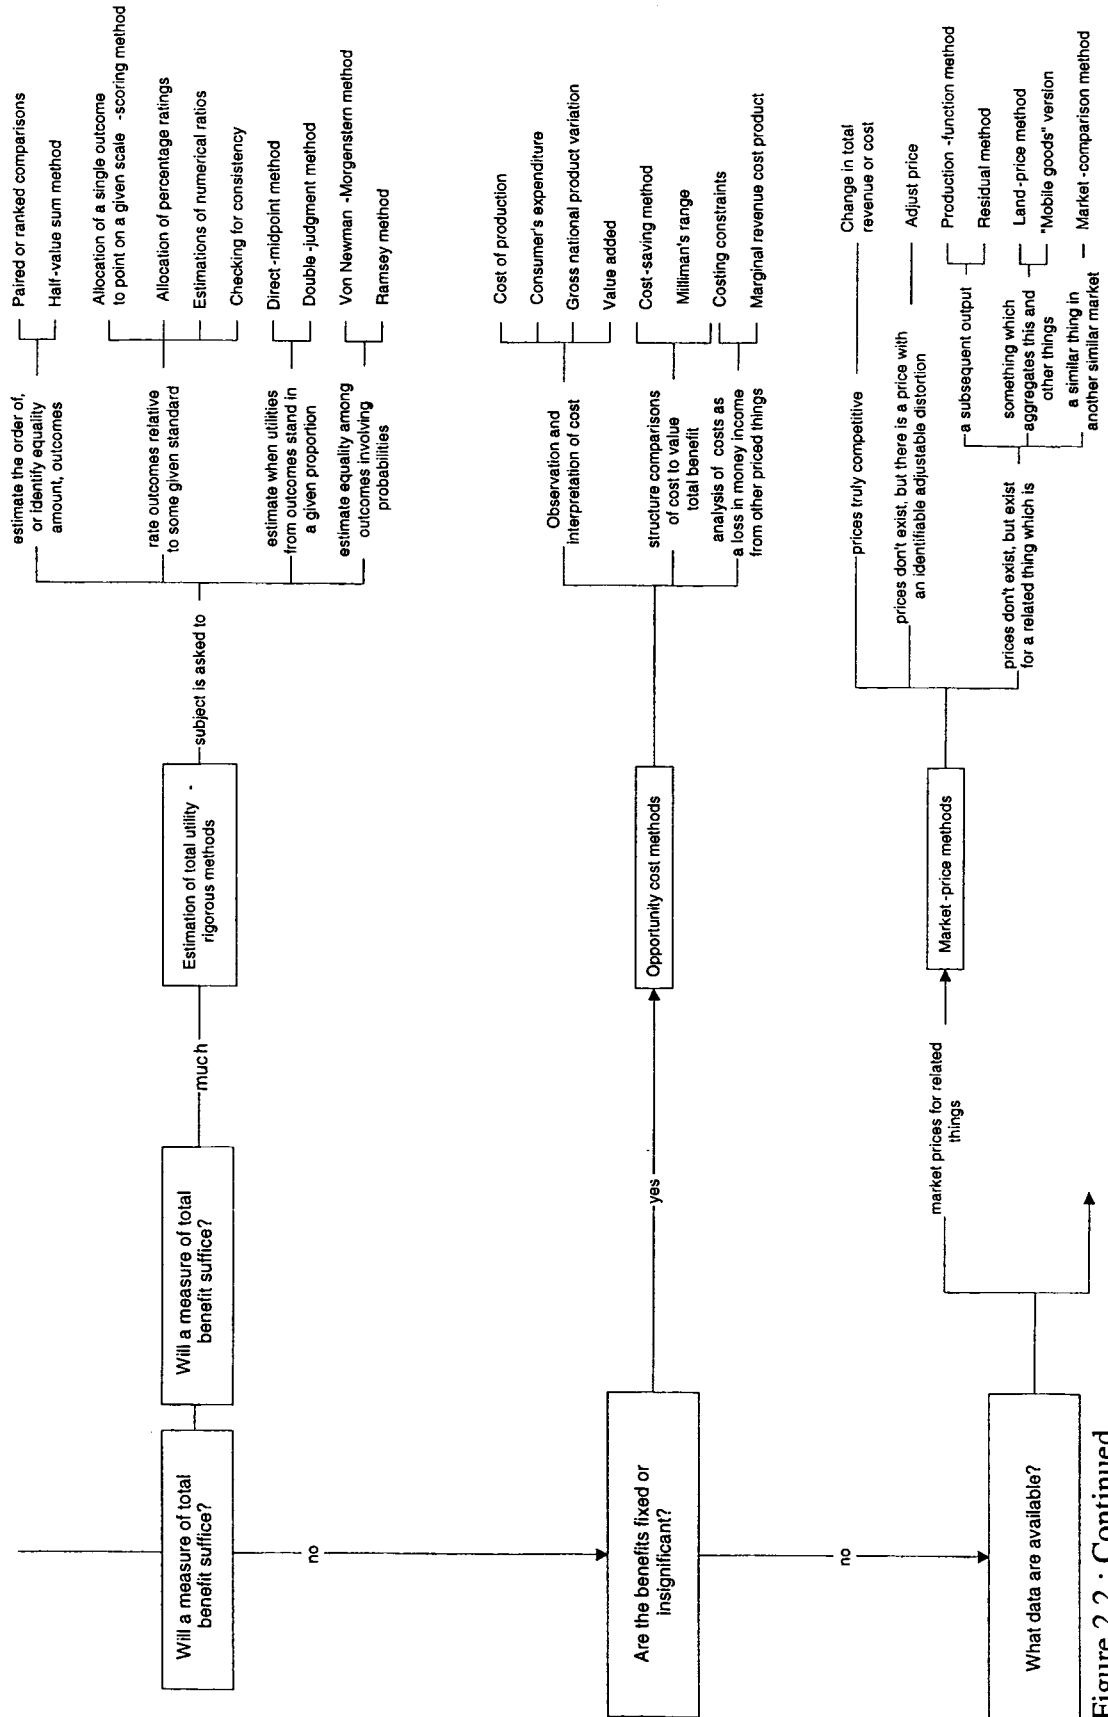 Will a measure of total
benefit suffice?
Will a measure of total
benefit suffice?
much
Estimation of total utility -
rigorous methods
subject is asked to
estimate the order of,
or identify equality
amount, outcomes
Paired or ranked comparisons
Half-value sum method
rate outcomes relative
to some given standard
Allocation of a single outcome
to point on a given scale -scoring method
Allocation of percentage ratings
Estimations of numerical ratios
Checking for consistency
estimate when utilities
from outcomes stand in
a given proportion
Direct-midpoint method
Double-judgment method
estimate equality among
outcomes involving
probabilities
Von Newman -Morgenstern method
Ramsey method
no
Are the benefits fixed or
insignificant?
yes
Opportunity cost methods
Observation and
interpretation of cost
Cost of production
Consumer's expenditure
Gross national product variation
Value added
structure comparisons
of cost to value
total benefit
Cost-saving method
Milliman's range
analysis of costs as
a loss in money income
from other priced things
Costing constraints
Marginal revenue cost product
no
What data are available?
market prices for related
things
Market-price methods
prices truly competitive
Change in total
revenue or cost
prices don't exist, but there is a price with
an identifiable adjustable distortion
Adjust price
prices don't exist, but exist
for a related thing which is
a subsequent output
Production -function method
Residual method
something which
aggregates this and
other things
Land-price method
"Mobile goods" version
a similar thing in
another similar market
Market-comparison method
Figure 2.2 : Continued